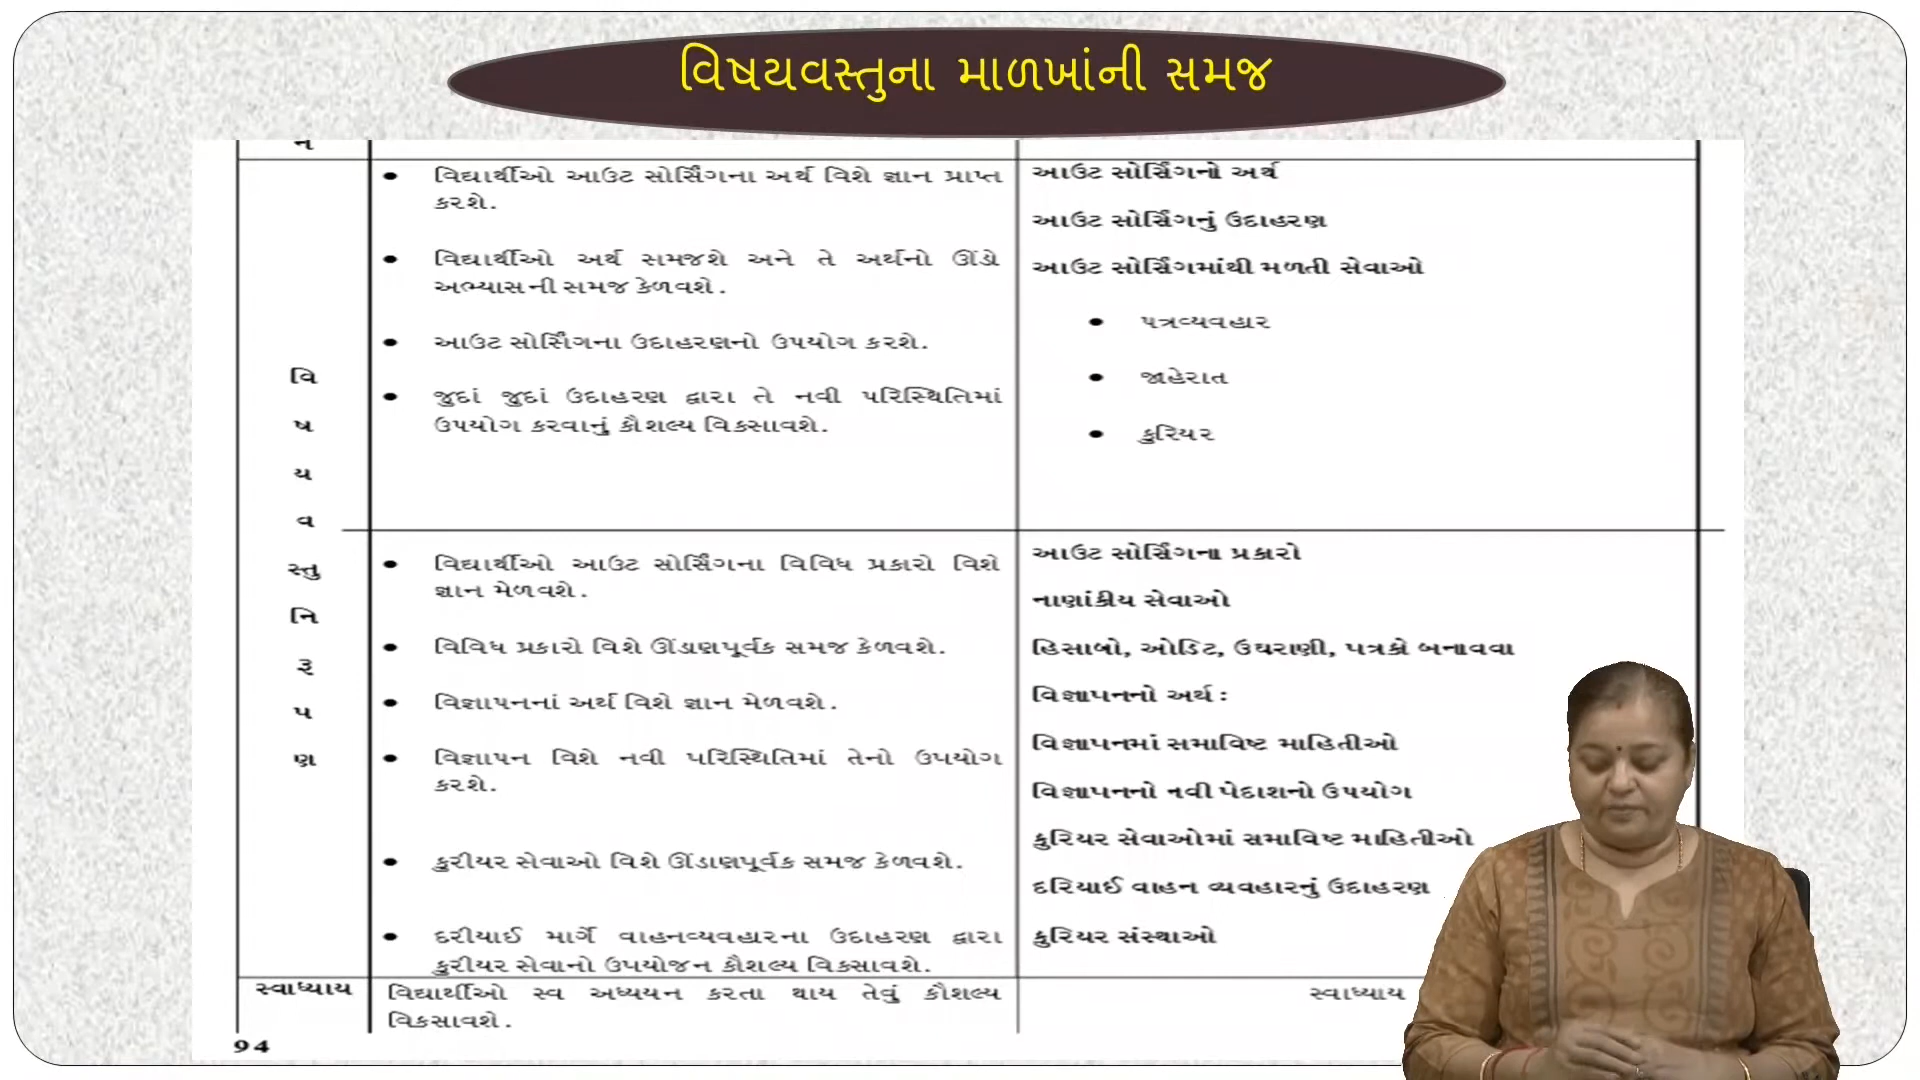 વિષયવસ્તુના માળખાંની સમજ
ન
વિદ્યાર્થીઓ આઉટ સોર્સિંગના અર્થ વિશે જ્ઞાન પ્રાપ્ત
કરશે.
વિદ્યાર્થીઓ અર્થ સમજશે અને તે અર્થનો ઊંડો
અભ્યાસની સમજ કેળવશે.
આઉટ સોર્સિંગના ઉદાહરણનો ઉપયોગ કરશે.
જુદાં જુદાં ઉદાહરણ દ્વારા તે નવી પરિસ્થિતિમાં
ઉપયોગ કરવાનું કૌશલ્ય વિકસાવશે.
આઉટ સોર્સિંગનો અર્થ
આઉટ સોર્સિંગનું ઉદાહરણ
આઉટ સોર્સિંગમાંથી મળતી સેવાઓ
પત્રવ્યવહાર
જાહેરાત
કુરિયર
વિ
ષ
ય
વ
સ્તુ
નિ
રૂ
પ
ણ
વિદ્યાર્થીઓ આઉટ સોર્સિંગના વિવિધ પ્રકારો વિશે
જ્ઞાન મેળવશે.
વિવિધ પ્રકારો વિશે ઊંડાણપૂર્વક સમજ કેળવશે.
વિજ્ઞાપનનાં અર્થ વિશે જ્ઞાન મેળવશે.
વિજ્ઞાપન વિશે નવી પરિસ્થિતિમાં તેનો ઉપયોગ
કરશે.
કુરીયર સેવાઓ વિશે ઊંડાણપૂર્વક સમજ કેળવશે.
દરીયાઈ માર્ગે વાહનવ્યવહારના ઉદાહરણ દ્વારા
કુરીયર સેવાનો ઉપયોજન કૌશલ્ય વિકસાવશે.
આઉટ સોર્સિંગના પ્રકારો
નાણાંકીય સેવાઓ
હિસાબો, ઓડિટ, ઉઘરાણી, પત્રકો બનાવવા
વિજ્ઞાપનનો અર્થ :
વિજ્ઞાપનમાં સમાવિષ્ટ માહિતીઓ
વિજ્ઞાપનનો નવી પેદાશનો ઉપયોગ
કુરિયર સેવાઓમાં સમાવિષ્ટ માહિતીઓ
દરિયાઈ વાહન વ્યવહારનું ઉદાહરણ
કુરિયર સંસ્થાઓ
સ્વાધ્યાય
વિદ્યાર્થીઓ સ્વ અધ્યયન કરતા થાય તેવું કૌશલ્ય
વિકસાવશે.
સ્વાધ્યાય
94